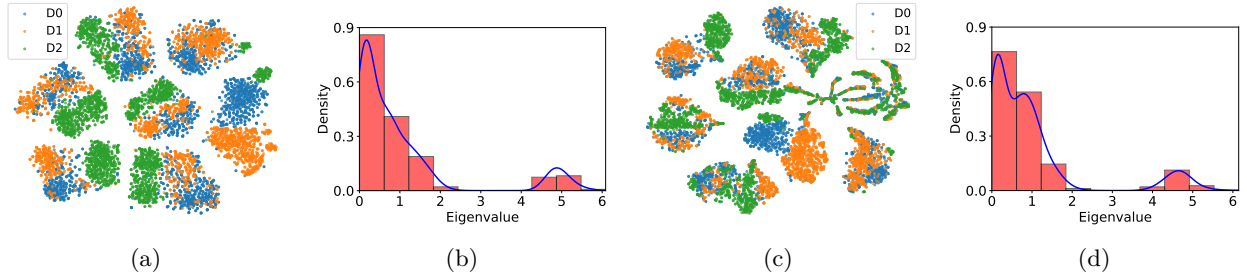 D0
D1
D2
0.9
0.6
0.3
0.0
Density
0 1 2 3 4 5 6
Eigenvalue
D0
D1
D2
0.9
0.6
0.3
0.0
Density
0 1 2 3 4 5 6
Eigenvalue
(a) (b) (c) (d)